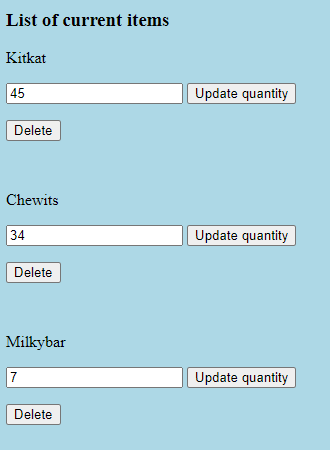 List of current items
Kitkat
45 Update quantity
Delete
Chewits
34 Update quantity
Delete
Milkybar
7 Update quantity
Delete